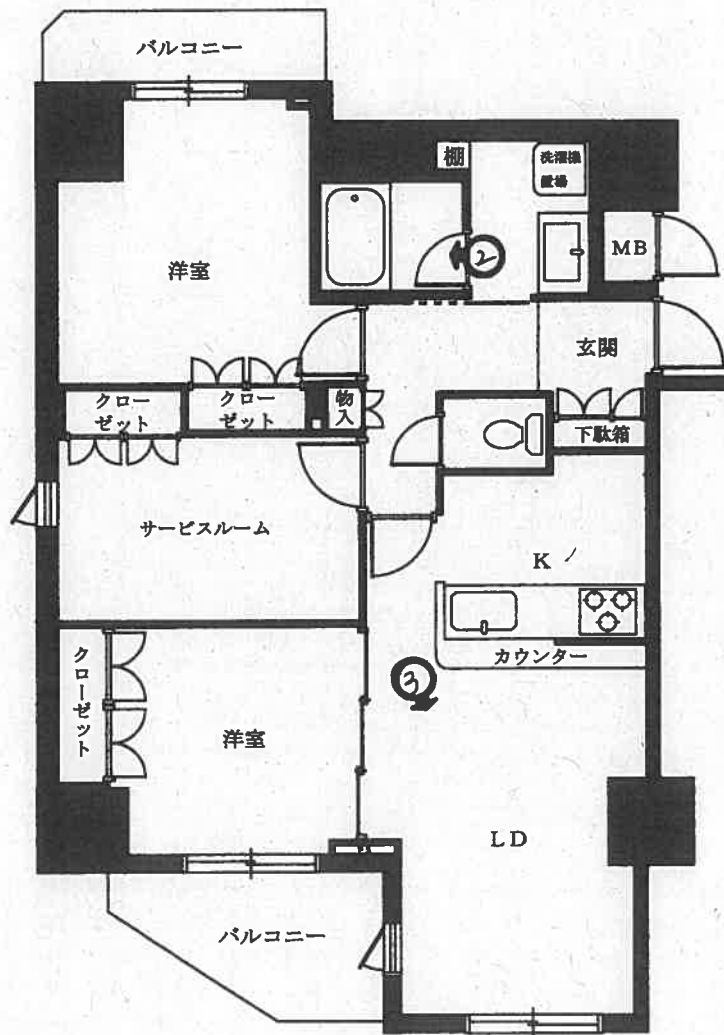 バルコニー
棚
洗濯機
置場
②
MB
洋室
玄関
クロー
ゼット
クロー
ゼット
物入
下駄箱
サービスルーム
K
カウンター
③
クローゼット
洋室
LD
バルコニー